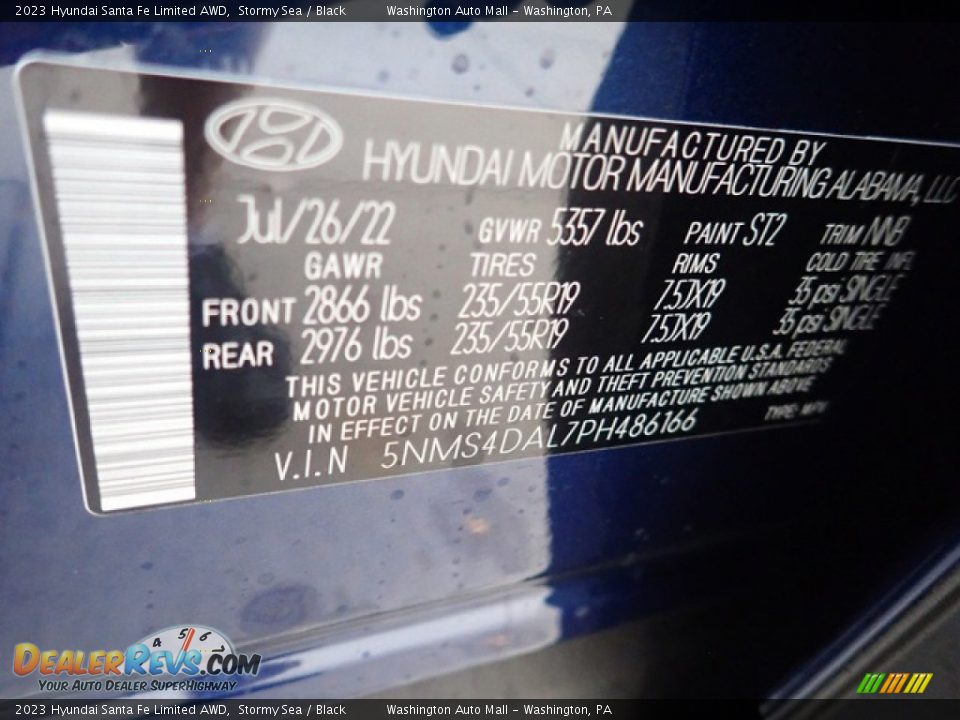 2023 Hyundai Santa Fe Limited AWD, Stormy Sea / Black Washington Auto Mall - Washington, PA
MANUFACTURED BY
HYUNDAI MOTOR MANUFACTURING ALABAMA, LLC
Jul/26/22 GVWR 5357 lbs PAINT ST2 TRIM NNB
GAWR TIRES RIMS COLD TIRE INFL
FRONT 2866 lbs 235/55R19 7.5JX19 35 psi SINGLE
REAR 2976 lbs 235/55R19 7.5JX19 35 psi SINGLE
THIS VEHICLE CONFORMS TO ALL APPLICABLE U.S.A. FEDERAL
MOTOR VEHICLE SAFETY AND THEFT PREVENTION STANDARDS
IN EFFECT ON THE DATE OF MANUFACTURE SHOWN ABOVE
V.I.N 5NMS4DAL7PH486166 TYPE: MPV
4 5 6
DEALERREVS.COM
YOUR AUTO DEALER SUPERHIGHWAY
2023 Hyundai Santa Fe Limited AWD, Stormy Sea / Black Washington Auto Mall - Washington, PA